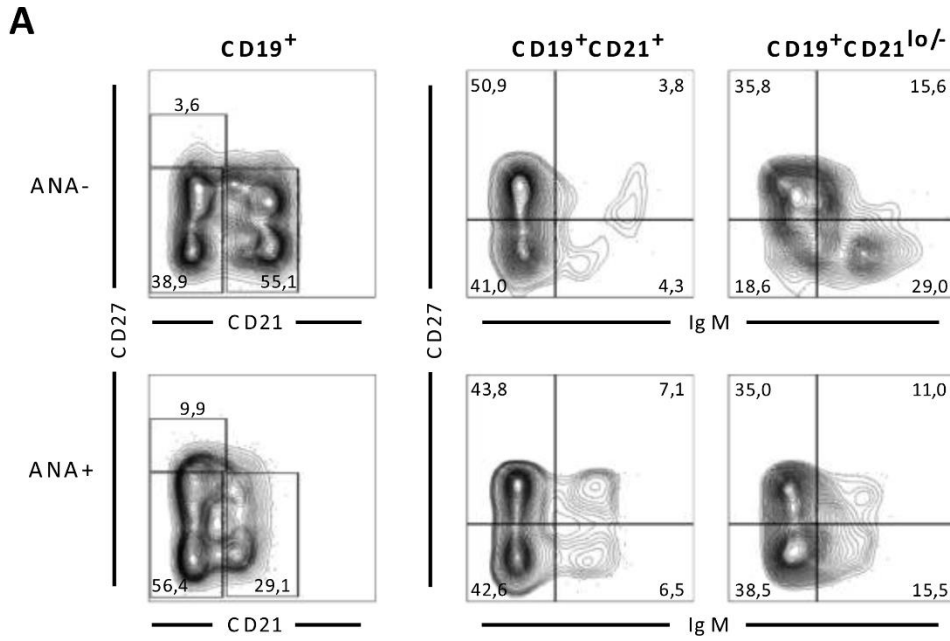 A
CD19+ CD19+CD21+ CD19+CD21lo/-
ANA-
CD27
3,6
38,9 55,1
CD21
CD27
50,9 3,8
41,0 4,3
35,8 15,6
18,6 29,0
IgM
ANA+
9,9
56,4 29,1
CD21
43,8 7,1
42,6 6,5
35,0 11,0
38,5 15,5
IgM